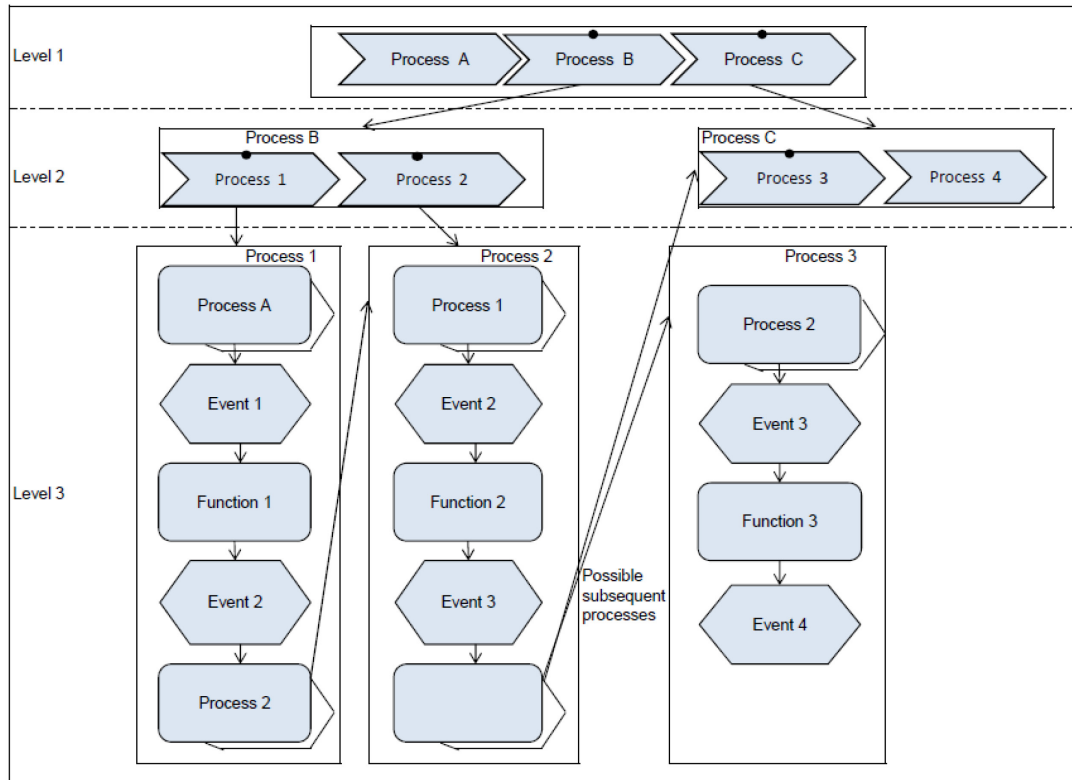 Level 1
Process A
Process B
Process C
Level 2
Process B
Process 1
Process 2
Process C
Process 3
Process 4
Level 3
Process 1
Process A
Event 1
Function 1
Event 2
Process 2
Process 2
Process 1
Event 2
Function 2
Event 3
Possible
subsequent
processes
Process 3
Process 2
Event 3
Function 3
Event 4